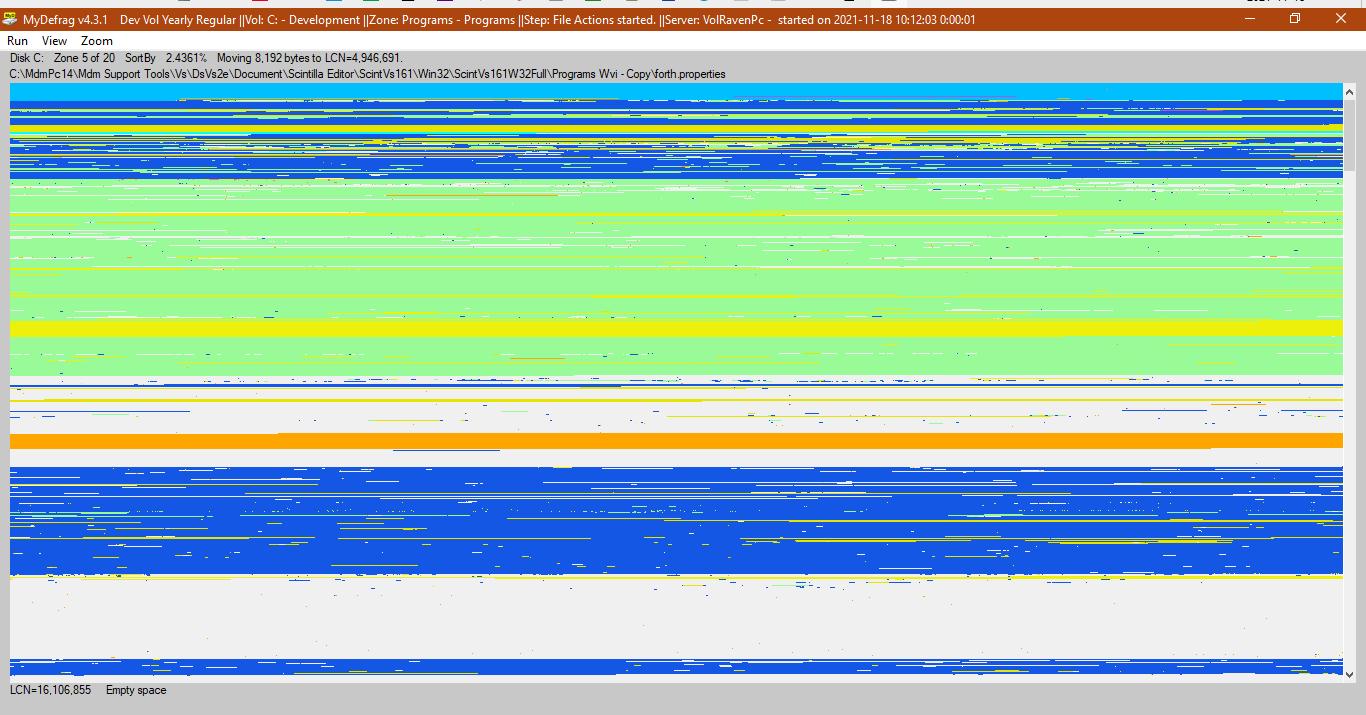 MyDefrag v4.3.1 Dev Vol Yearly Regular ||Vol: C: - Development ||Zone: Programs - Programs ||Step: File Actions started. ||Server: VolRavenPc - started on 2021-11-18 10:12:03 0:00:01
Run View Zoom
Disk C: Zone 5 of 20 SortBy 2.4361% Moving 8,192 bytes to LCN=4,946,691.
C:\MdmPc14\Mdm Support Tools\Vs\DsVs2e\Document\Scintilla Editor\ScintVs161\Win32\ScintVs161W32Full\Programs Wvi - Copy\forth.properties
LCN=16,106,855 Empty space